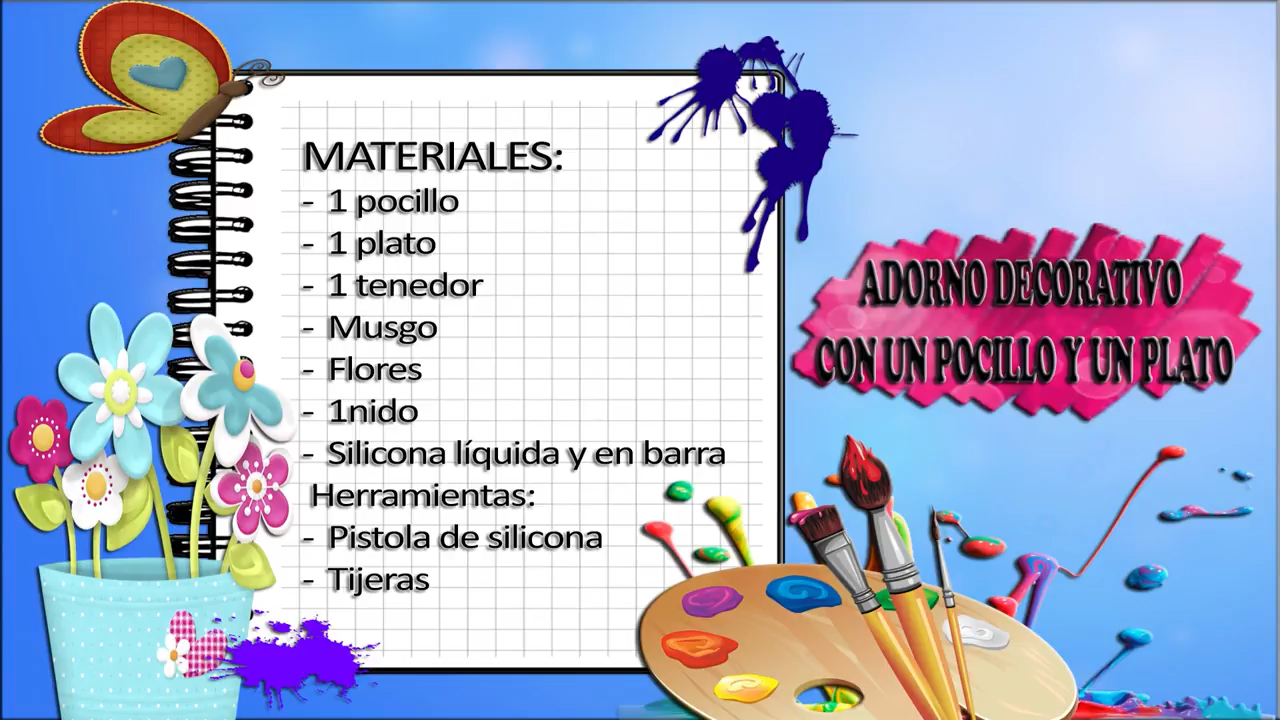 MATERIALES:
- 1 pocillo
- 1 plato
- 1 tenedor
- Musgo
- Flores
- 1nido
- Silicona líquida y en barra
Herramientas:
- Pistola de silicona
- Tijeras
ADORNO DECORATIVO
CON UN POCILLO Y UN PLATO